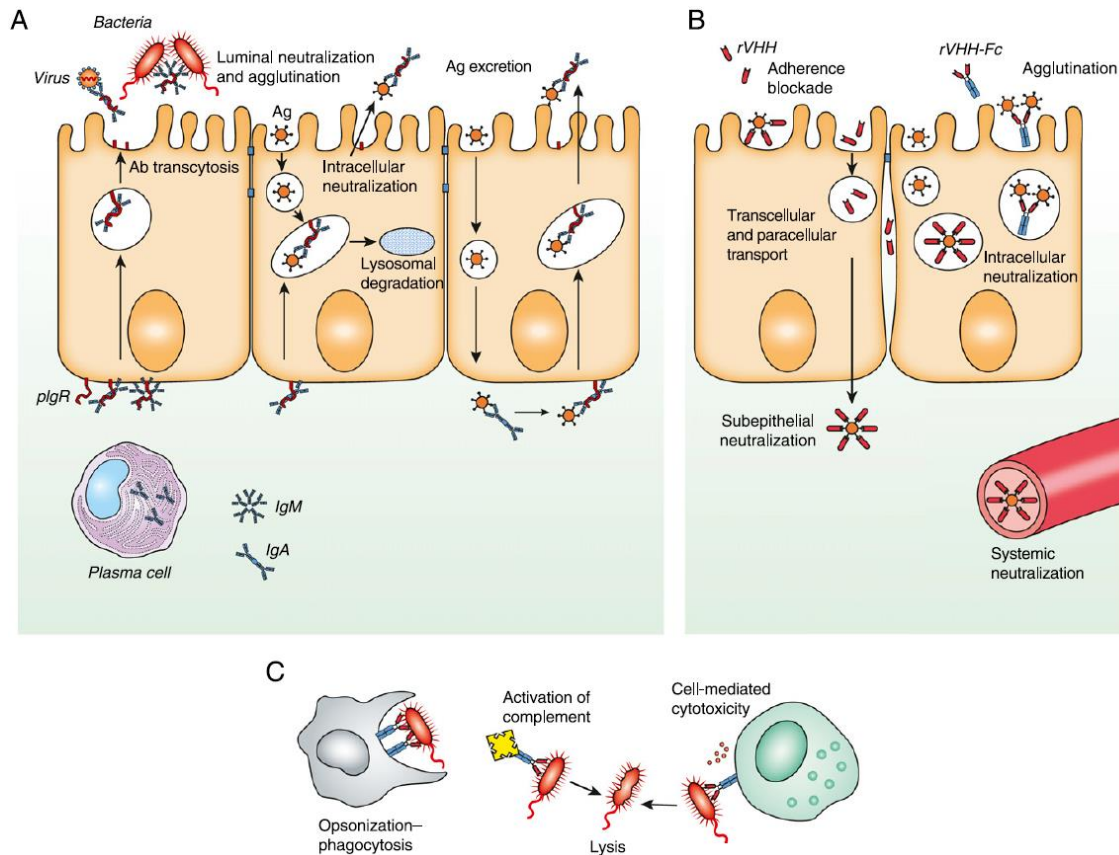 A
Bacteria
Virus
Luminal neutralization
and agglutination
Ag excretion
Ag
Ab transcytosis
Intracellular
neutralization
Lysosomal
degradation
pIgR
IgM
IgA
Plasma cell
B
rVHH
Adherence
blockade
rVHH-Fc
Agglutination
Transcellular
and paracellular
transport
Intracellular
neutralization
Subepithelial
neutralization
Systemic
neutralization
C
Opsonization–
phagocytosis
Activation of
complement
Cell-mediated
cytotoxicity
Lysis